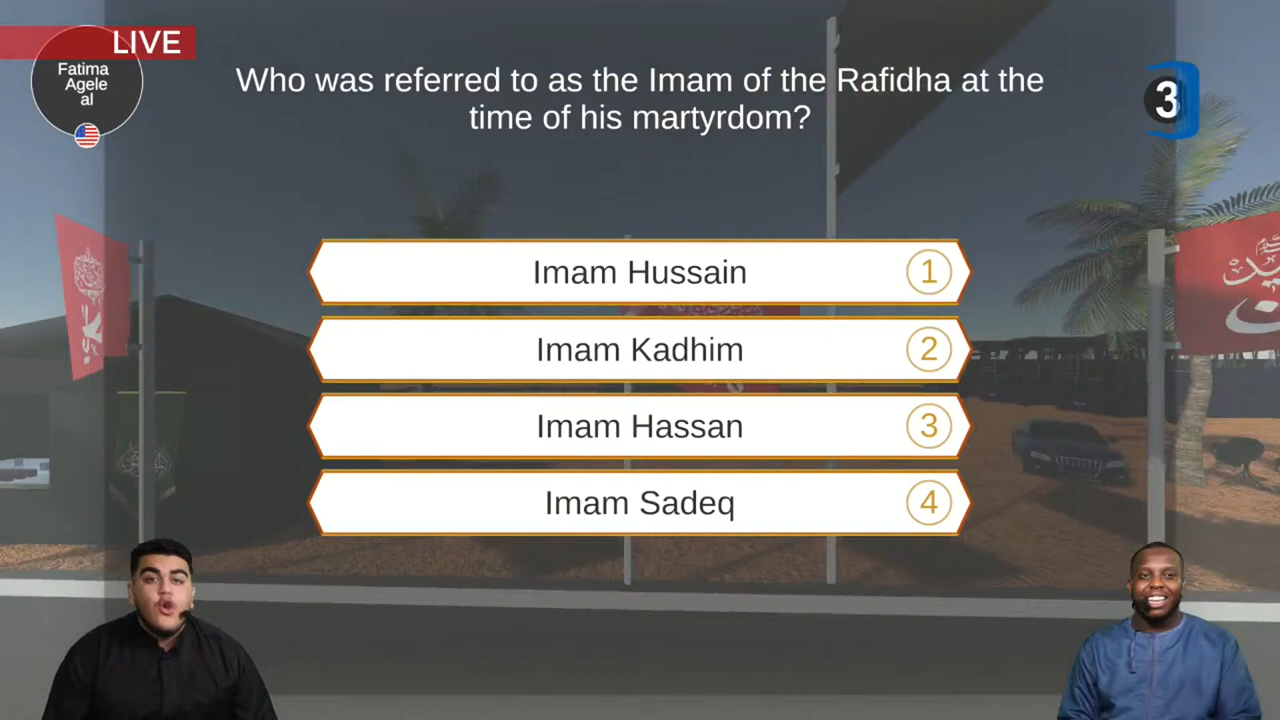 LIVE
Fatima
Agele
al
Who was referred to as the Imam of the Rafidha at the
time of his martyrdom?
3
Imam Hussain 1
Imam Kadhim 2
Imam Hassan 3
Imam Sadeq 4